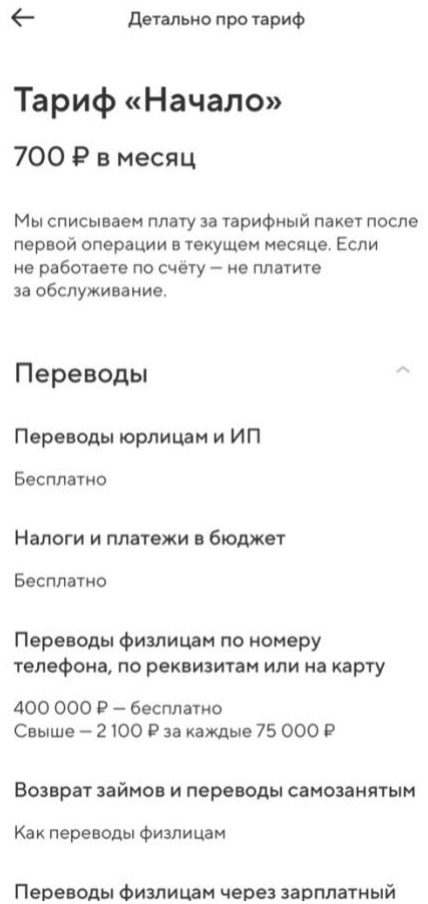 Детально про тариф
Тариф «Начало»
700 ₽ в месяц
Мы списываем плату за тарифный пакет после
первой операции в текущем месяце. Если
не работаете по счёту — не платите
за обслуживание.
Переводы
Переводы юрлицам и ИП
Бесплатно
Налоги и платежи в бюджет
Бесплатно
Переводы физлицам по номеру
телефона, по реквизитам или на карту
400 000 ₽ — бесплатно
Свыше — 2 100 ₽ за каждые 75 000 ₽
Возврат займов и переводы самозанятым
Как переводы физлицам
Переводы физлицам через зарплатный